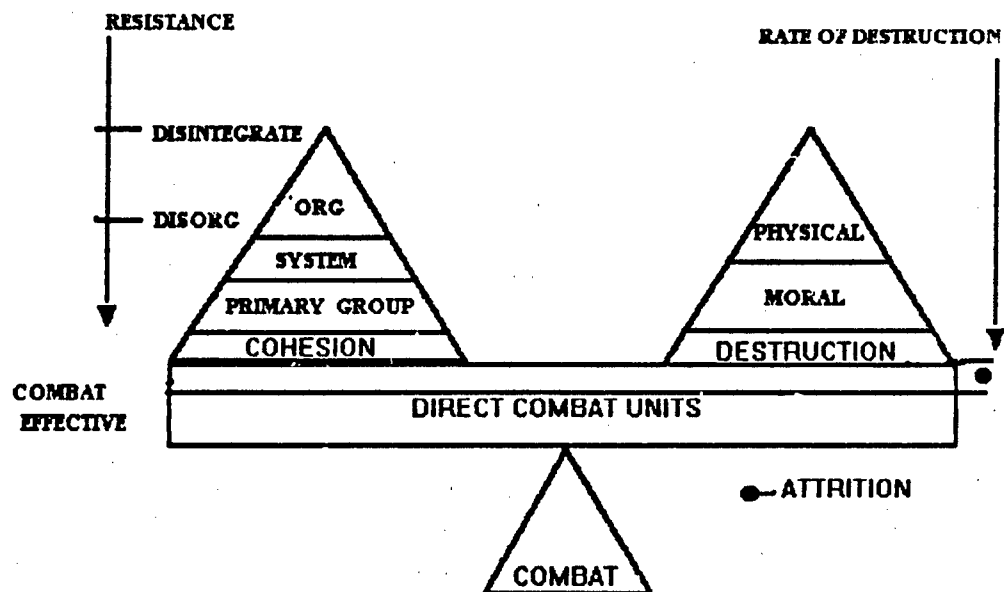 RESISTANCE
RATE OF DESTRUCTION
DISINTEGRATE
DISORG
ORG
SYSTEM
PRIMARY GROUP
COHESION
PHYSICAL
MORAL
DESTRUCTION
COMBAT
EFFECTIVE
DIRECT COMBAT UNITS
ATTRITION
COMBAT